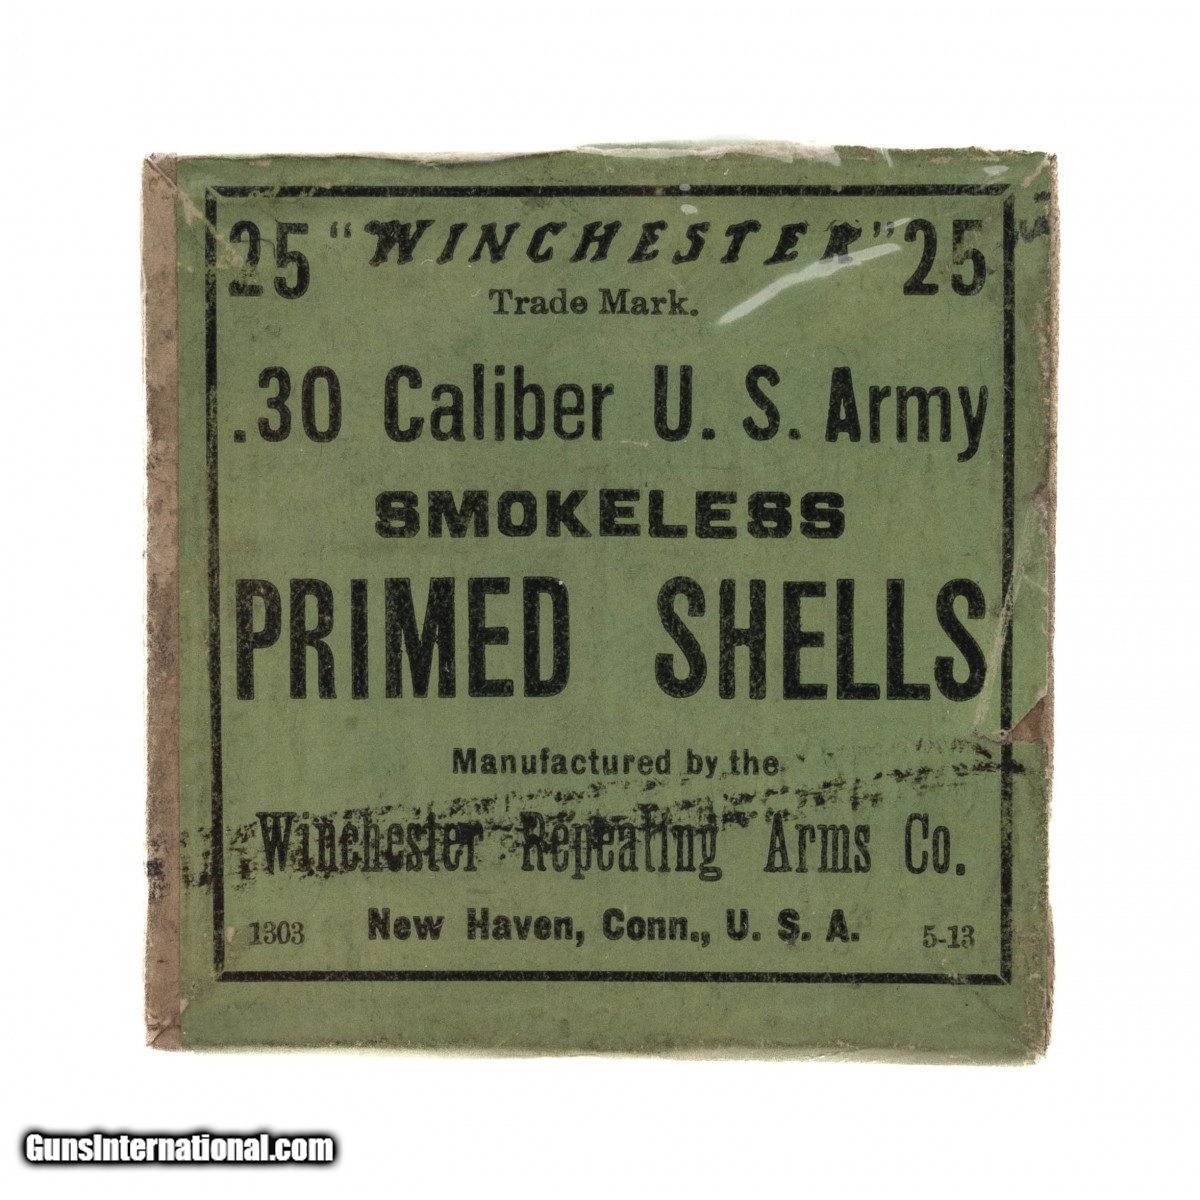 25 "WINCHESTER" 25
Trade Mark.
.30 Caliber U. S. Army
SMOKELESS
PRIMED SHELLS
Manufactured by the
Winchester Repeating Arms Co.
New Haven, Conn., U. S. A.
1303 5-13
GunsInternational.com